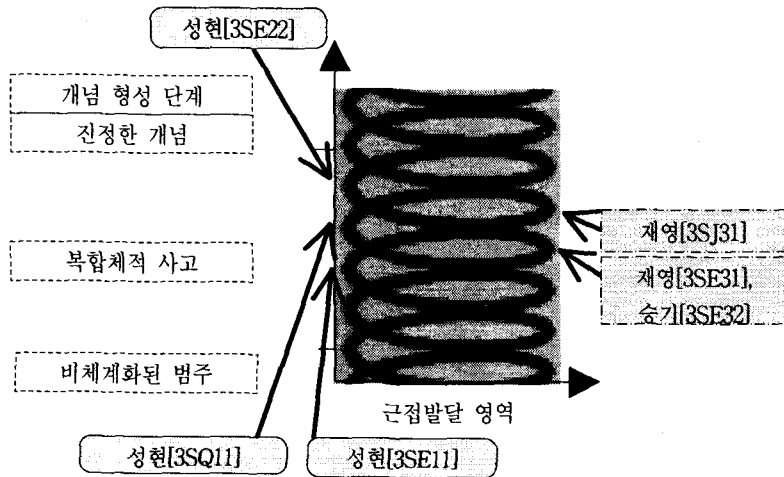 성현[3SE22]
개념 형성 단계
진정한 개념
복합체적 사고
비체계화된 범주
재영[3SJ31]
재영[3SE31],
승기[3SE32]
근접발달 영역
성현[3SQ11]
성현[3SE11]